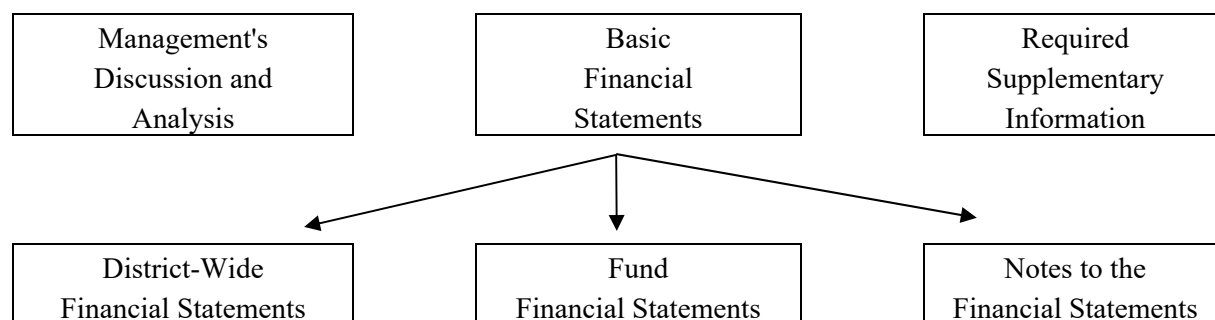 Management's
Discussion and
Analysis
Basic
Financial
Statements
Required
Supplementary
Information
District-Wide
Financial Statements
Fund
Financial Statements
Notes to the
Financial Statements